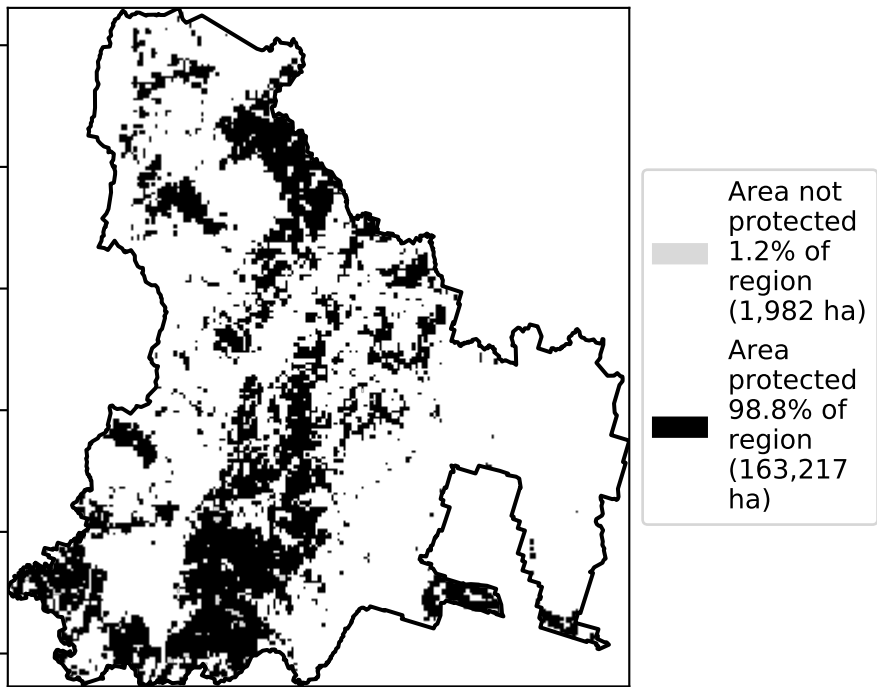 Area not
protected
1.2% of
region
(1,982 ha)
Area
protected
98.8% of
region
(163,217
ha)